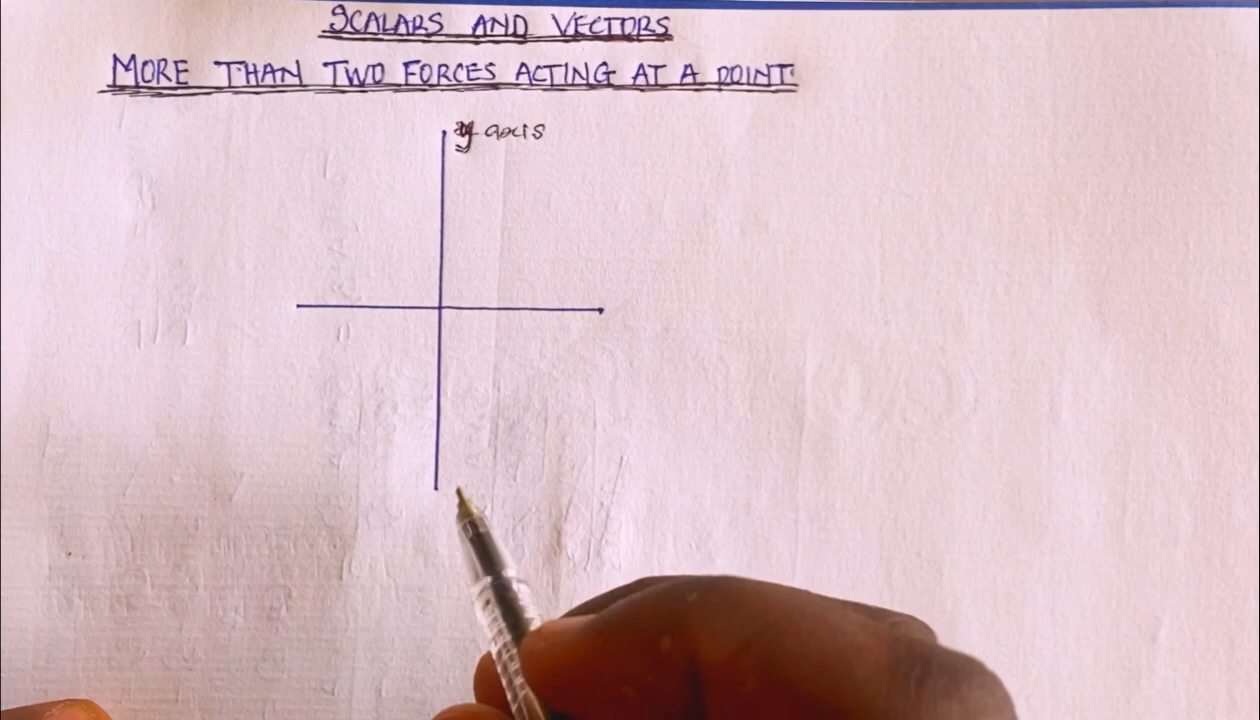 SCALARS AND VECTORS
MORE THAN TWO FORCES ACTING AT A POINT.
y axis